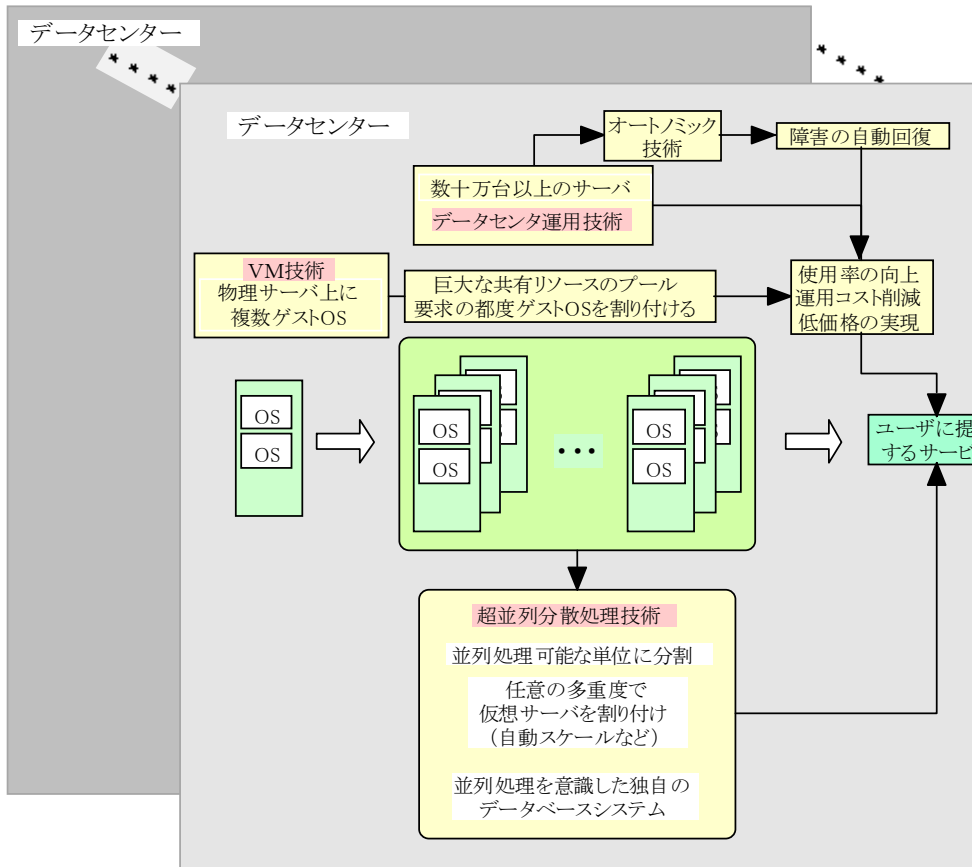 データセンター
* * * *
* * * *
データセンター
オートノミック
技術
障害の自動回復
数十万台以上のサーバ
データセンタ運用技術
VM技術
物理サーバ上に
複数ゲストOS
巨大な共有リソースのプール
要求の都度ゲストOSを割り付ける
使用率の向上
運用コスト削減
低価格の実現
OS
OS
OS
OS
•••
OS
OS
ユーザに提
するサービ
超並列分散処理技術
並列処理可能な単位に分割
任意の多重度で
仮想サーバを割り付け
(自動スケールなど)
並列処理を意識した独自の
データベースシステム